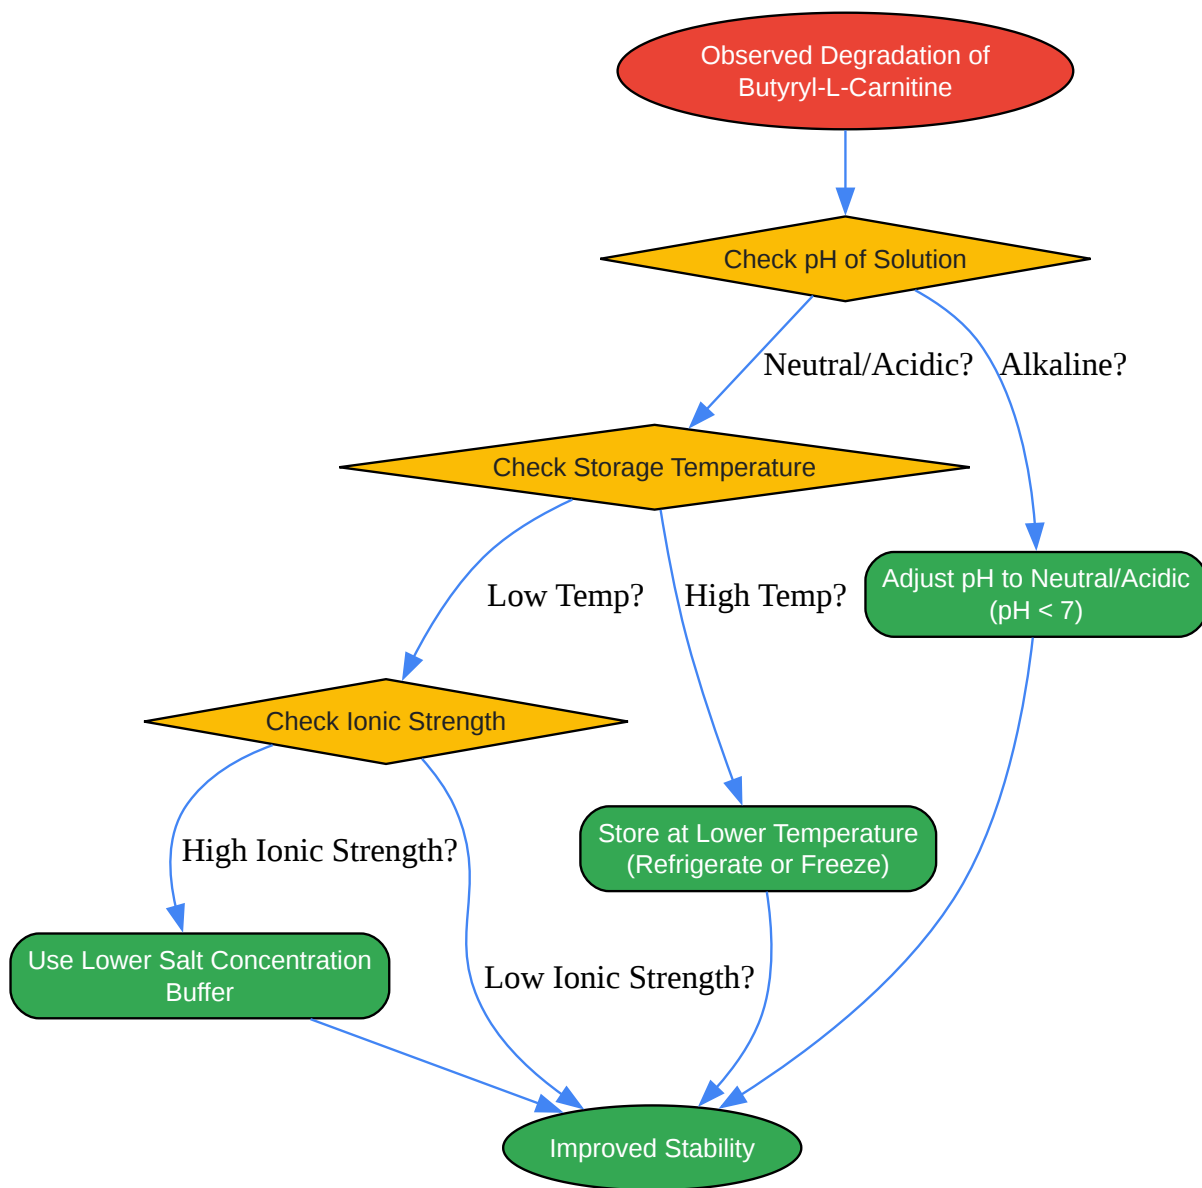 Observed Degradation of
Butyryl-L-Carnitine
Check pH of Solution
Neutral/Acidic?
Alkaline?
Check Storage Temperature
Adjust pH to Neutral/Acidic
(pH < 7)
Low Temp?
High Temp?
Check Ionic Strength
Store at Lower Temperature
(Refrigerate or Freeze)
High Ionic Strength?
Use Lower Salt Concentration
Buffer
Low Ionic Strength?
Improved Stability